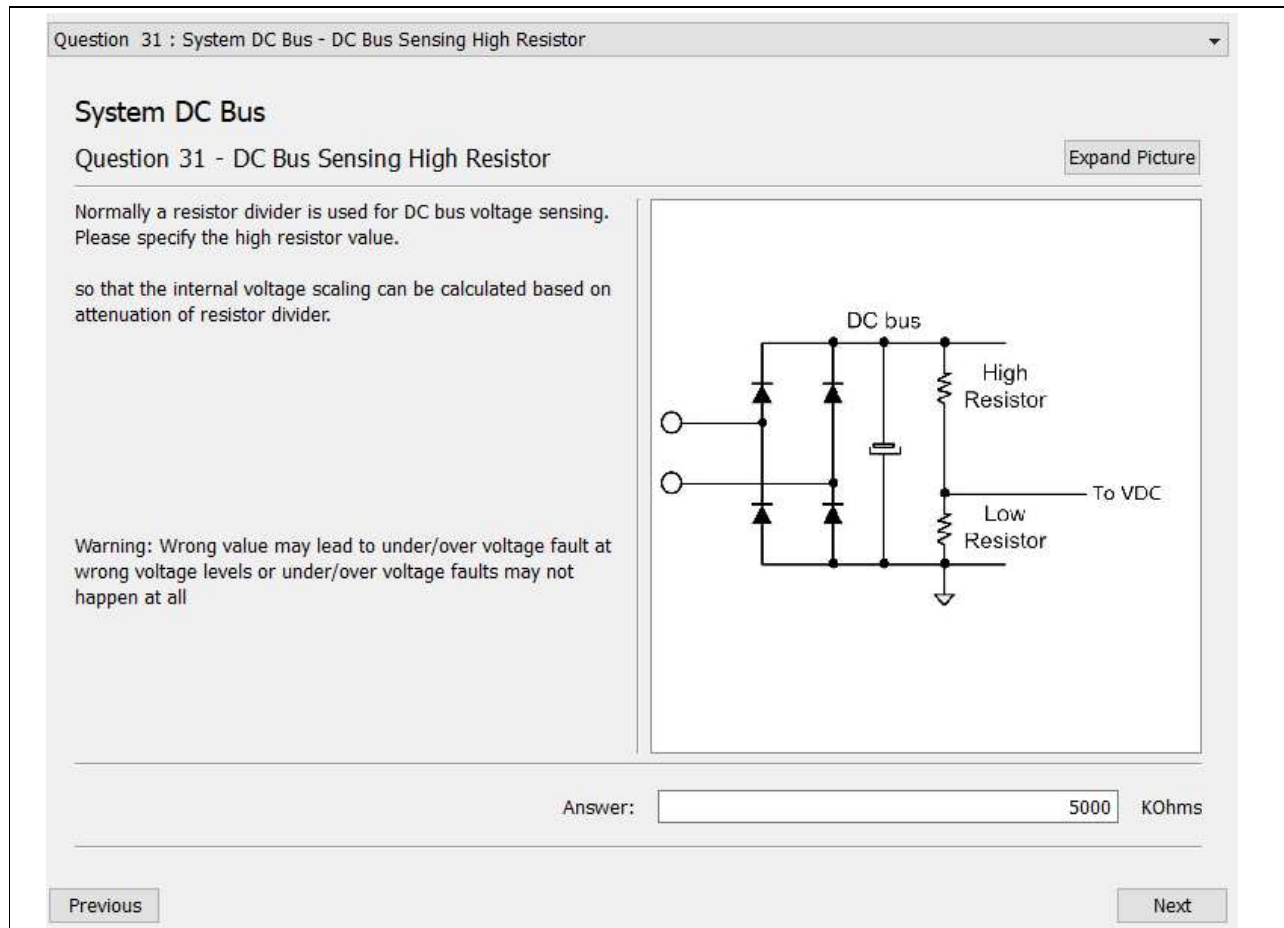 Question 31 : System DC Bus - DC Bus Sensing High Resistor
System DC Bus
Question 31 - DC Bus Sensing High Resistor
Expand Picture
Normally a resistor divider is used for DC bus voltage sensing.
Please specify the high resistor value.
so that the internal voltage scaling can be calculated based on
attenuation of resistor divider.
Warning: Wrong value may lead to under/over voltage fault at
wrong voltage levels or under/over voltage faults may not
happen at all
DC bus
High
Resistor
To VDC
Low
Resistor
Answer:
5000 KOhms
Previous
Next